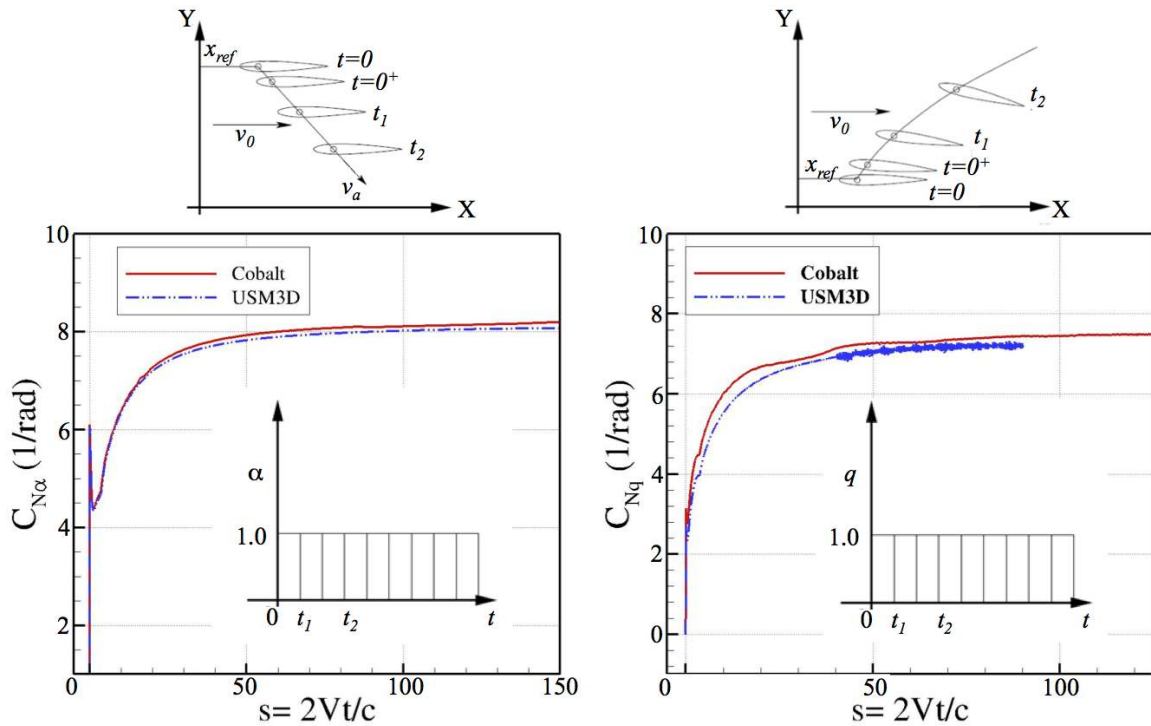 Y
x_ref
t=0
t=0⁺
t₁
v₀
t₂
vₐ
X
10
8
6
4
2
C_Nα (1/rad)
Cobalt
USM3D
α
1.0
0 t₁ t₂ t
0 50 100 150
s= 2Vt/c
Y
t₂
v₀
t₁
x_ref
t=0⁺
t=0
X
10
8
6
4
2
0
C_Nq (1/rad)
Cobalt
USM3D
q
1.0
0 t₁ t₂ t
0 50 100
s= 2Vt/c